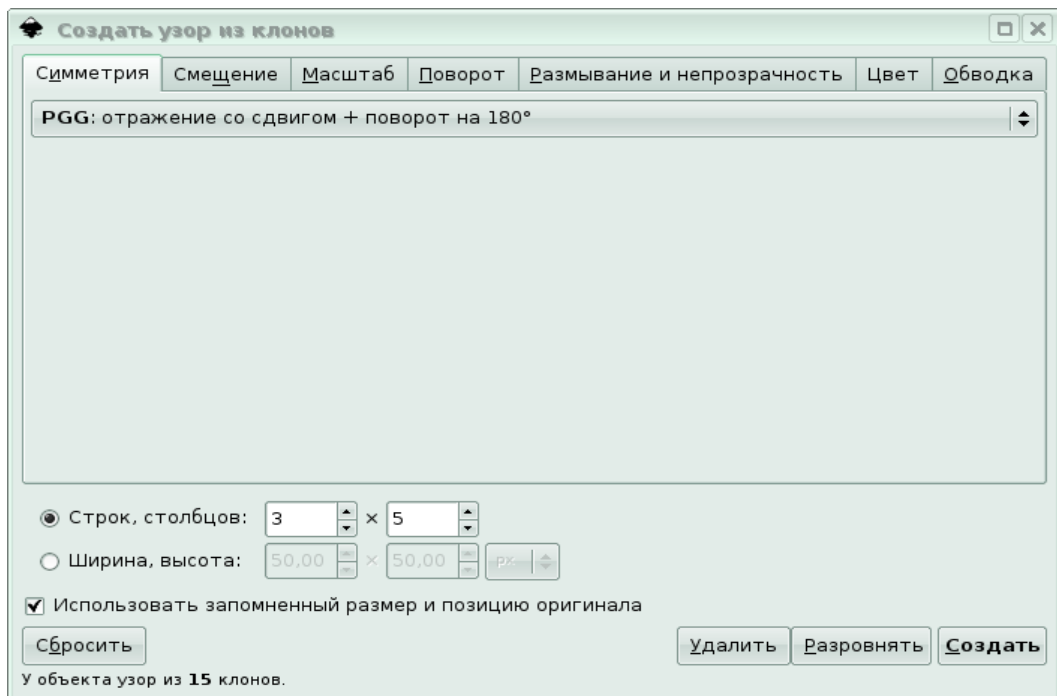 Создать узор из клонов
Симметрия Смещение Масштаб Поворот Размывание и непрозрачность Цвет Обводка
PGG: отражение со сдвигом + поворот на 180°
Строк, столбцов: 3 × 5
Ширина, высота: 50,00 × 50,00 px
Использовать запомненный размер и позицию оригинала
Сбросить Удалить Разровнять Создать
У объекта узор из 15 клонов.